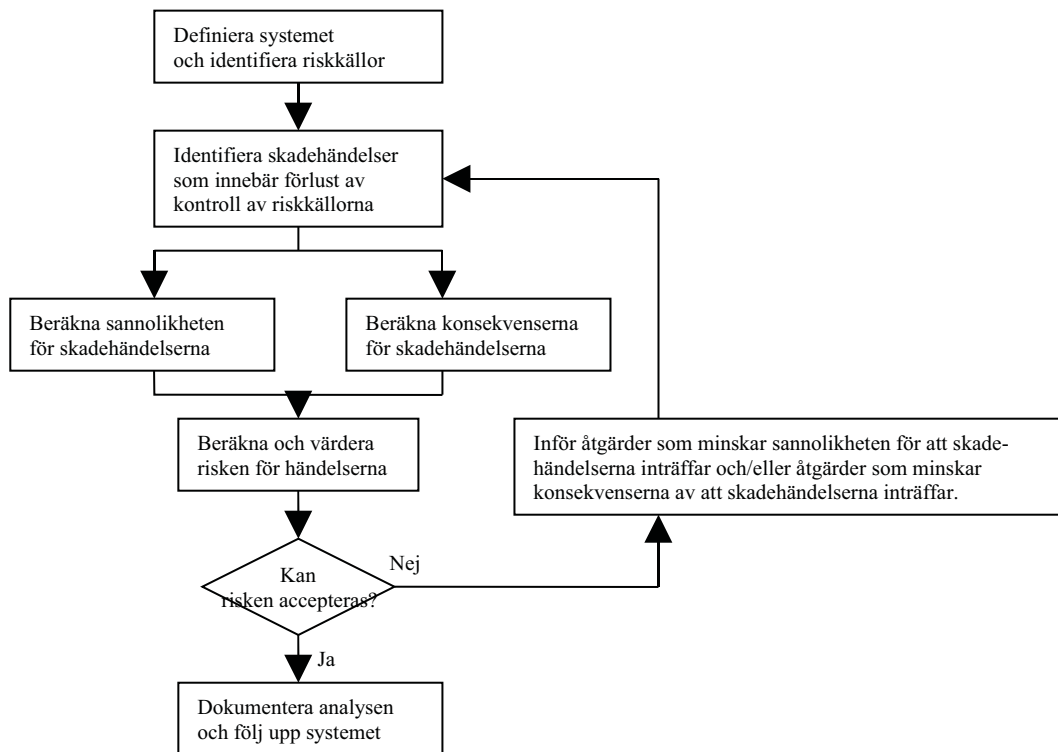 Definiera systemet
och identifiera riskkällor
Identifiera skadehändelser
som innebär förlust av
kontroll av riskkällorna
Beräkna sannolikheten
för skadehändelserna
Beräkna konsekvenserna
för skadehändelserna
Beräkna och värdera
risken för händelserna
Inför åtgärder som minskar sannolikheten för att skade-
händelserna inträffar och/eller åtgärder som minskar
konsekvenserna av att skadehändelserna inträffar.
Kan
risken accepteras?
Nej
Ja
Dokumentera analysen
och följ upp systemet